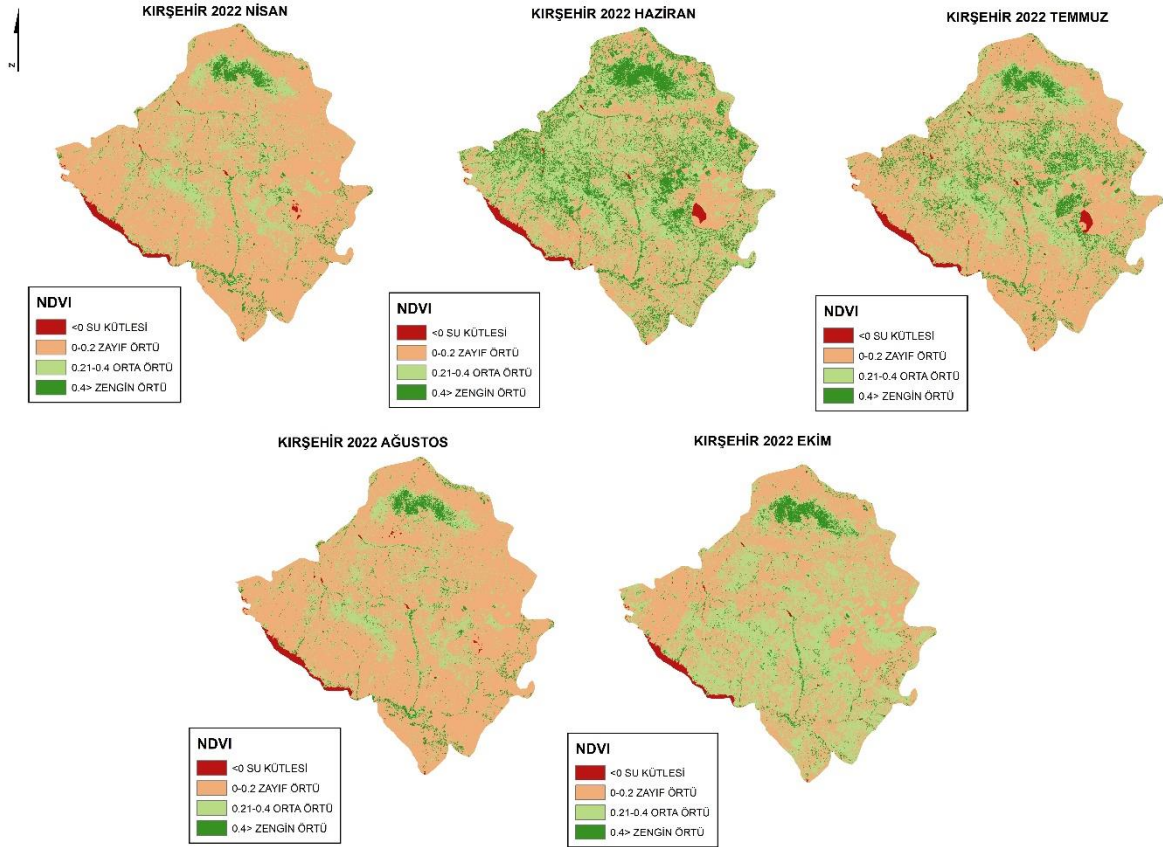 KIRŞEHİR 2022 NİSAN
KIRŞEHİR 2022 HAZİRAN
KIRŞEHİR 2022 TEMMUZ
N
NDVI
<0 SU KÜTLESİ
0-0.2 ZAYIF ÖRTÜ
0.21-0.4 ORTA ÖRTÜ
0.4> ZENGİN ÖRTÜ
NDVI
<0 SU KÜTLESİ
0-0.2 ZAYIF ÖRTÜ
0.21-0.4 ORTA ÖRTÜ
0.4> ZENGİN ÖRTÜ
NDVI
<0 SU KÜTLESİ
0-0.2 ZAYIF ÖRTÜ
0.21-0.4 ORTA ÖRTÜ
0.4> ZENGİN ÖRTÜ
KIRŞEHİR 2022 AĞUSTOS
KIRŞEHİR 2022 EKİM
NDVI
<0 SU KÜTLESİ
0-0.2 ZAYIF ÖRTÜ
0.21-0.4 ORTA ÖRTÜ
0.4> ZENGİN ÖRTÜ
NDVI
<0 SU KÜTLESİ
0-0.2 ZAYIF ÖRTÜ
0.21-0.4 ORTA ÖRTÜ
0.4> ZENGİN ÖRTÜ